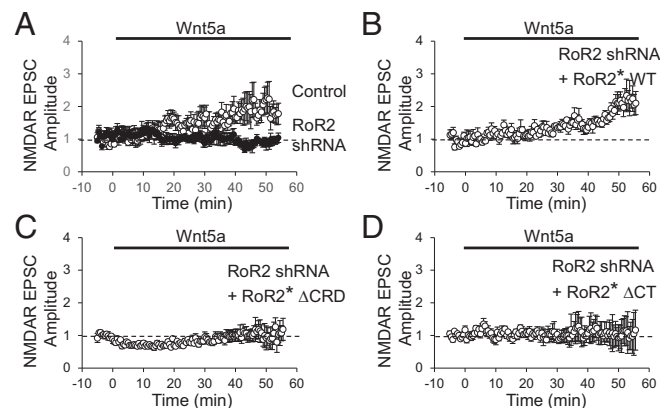 A
Wnt5a
NMDAR EPSC
Amplitude
4
3
2
1
0
Control
RoR2
shRNA
-10 0 10 20 30 40 50 60
Time (min)
B
Wnt5a
NMDAR EPSC
Amplitude
4
3
2
1
0
RoR2 shRNA
+ RoR2* WT
-10 0 10 20 30 40 50 60
Time (min)
C
Wnt5a
NMDAR EPSC
Amplitude
4
3
2
1
0
RoR2 shRNA
+ RoR2* ΔCRD
-10 0 10 20 30 40 50 60
Time (min)
D
Wnt5a
NMDAR EPSC
Amplitude
4
3
2
1
0
RoR2 shRNA
+ RoR2* ΔCT
-10 0 10 20 30 40 50 60
Time (min)